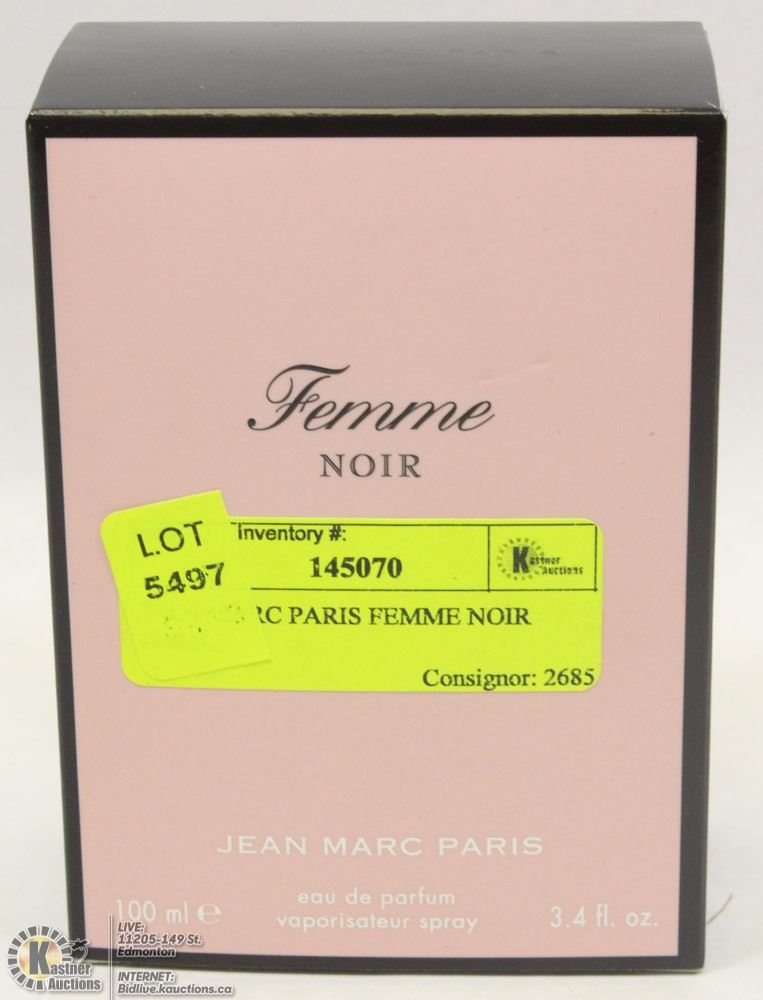 Femme
NOIR
LOT
5497
Inventory #:
145070
Kastner
Auctions
RC PARIS FEMME NOIR
Consignor: 2685
JEAN MARC PARIS
100 ml e
eau de parfum
vaporisateur spray
3.4 fl. oz.
Kastner
Auctions
LIVE:
11205-149 St.
Edmonton
INTERNET:
Bidlive.kauctions.ca